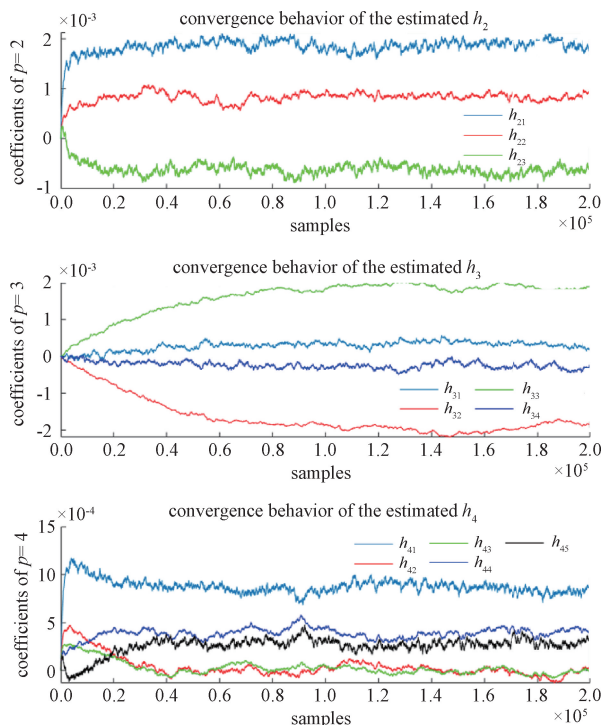 convergence behavior of the estimated h₂
×10⁻³
coefficients of p= 2
2
1
0
-1
h₂₁
h₂₂
h₂₃
0.0 0.2 0.4 0.6 0.8 1.0 1.2 1.4 1.6 1.8 2.0
samples
×10⁵
convergence behavior of the estimated h₃
×10⁻³
coefficients of p= 3
2
1
0
-1
-2
h₃₁ h₃₃
h₃₂ h₃₄
0.0 0.2 0.4 0.6 0.8 1.0 1.2 1.4 1.6 1.8 2.0
samples
×10⁵
convergence behavior of the estimated h₄
×10⁻⁴
coefficients of p= 4
15
10
5
0
h₄₁ h₄₃ h₄₅
h₄₂ h₄₄
0.0 0.2 0.4 0.6 0.8 1.0 1.2 1.4 1.6 1.8 2.0
samples
×10⁵